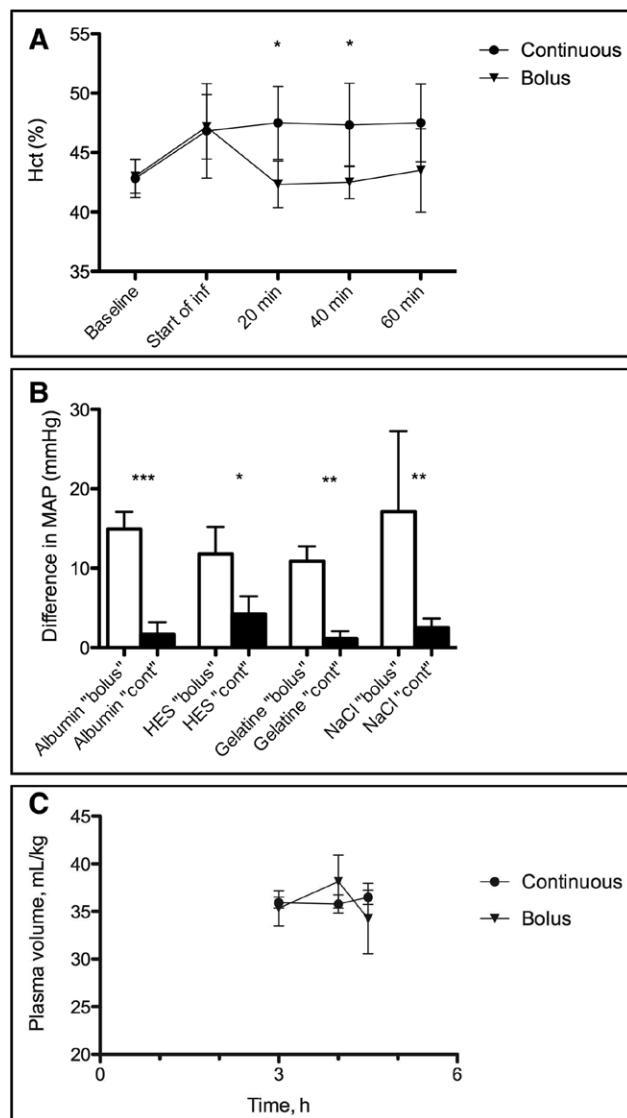 A
Hct (%)
55
50
45
40
35
* *
Continuous
Bolus
Baseline
Start of inf
20 min
40 min
60 min
B
Difference in MAP (mmHg)
30
20
10
0
*** * ** **
Albumin "bolus"
Albumin "cont"
HES "bolus"
HES "cont"
Gelatine "bolus"
Gelatine "cont"
NaCl "bolus"
NaCl "cont"
C
Plasma volume, mL/kg
45
40
35
30
25
20
Continuous
Bolus
0 3 6
Time, h